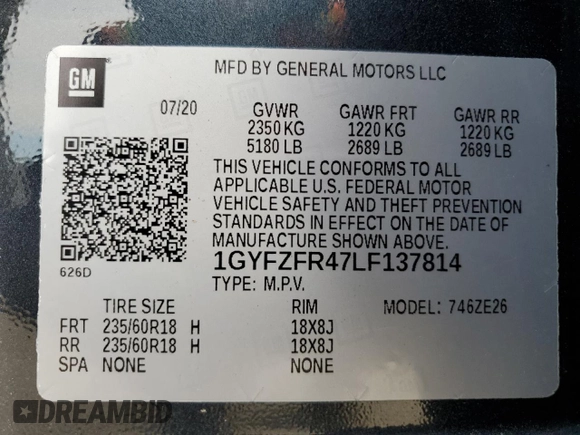 GM
MFD BY GENERAL MOTORS LLC
07/20 GVWR GAWR FRT GAWR RR
2350 KG 1220 KG 1220 KG
5180 LB 2689 LB 2689 LB
THIS VEHICLE CONFORMS TO ALL
APPLICABLE U.S. FEDERAL MOTOR
VEHICLE SAFETY AND THEFT PREVENTION
STANDARDS IN EFFECT ON THE DATE OF
MANUFACTURE SHOWN ABOVE.
626D
1GYFZFR47LF137814
TYPE: M.P.V.
TIRE SIZE RIM MODEL: 746ZE26
FRT 235/60R18 H 18X8J
RR 235/60R18 H 18X8J
SPA NONE NONE
DREAMBID